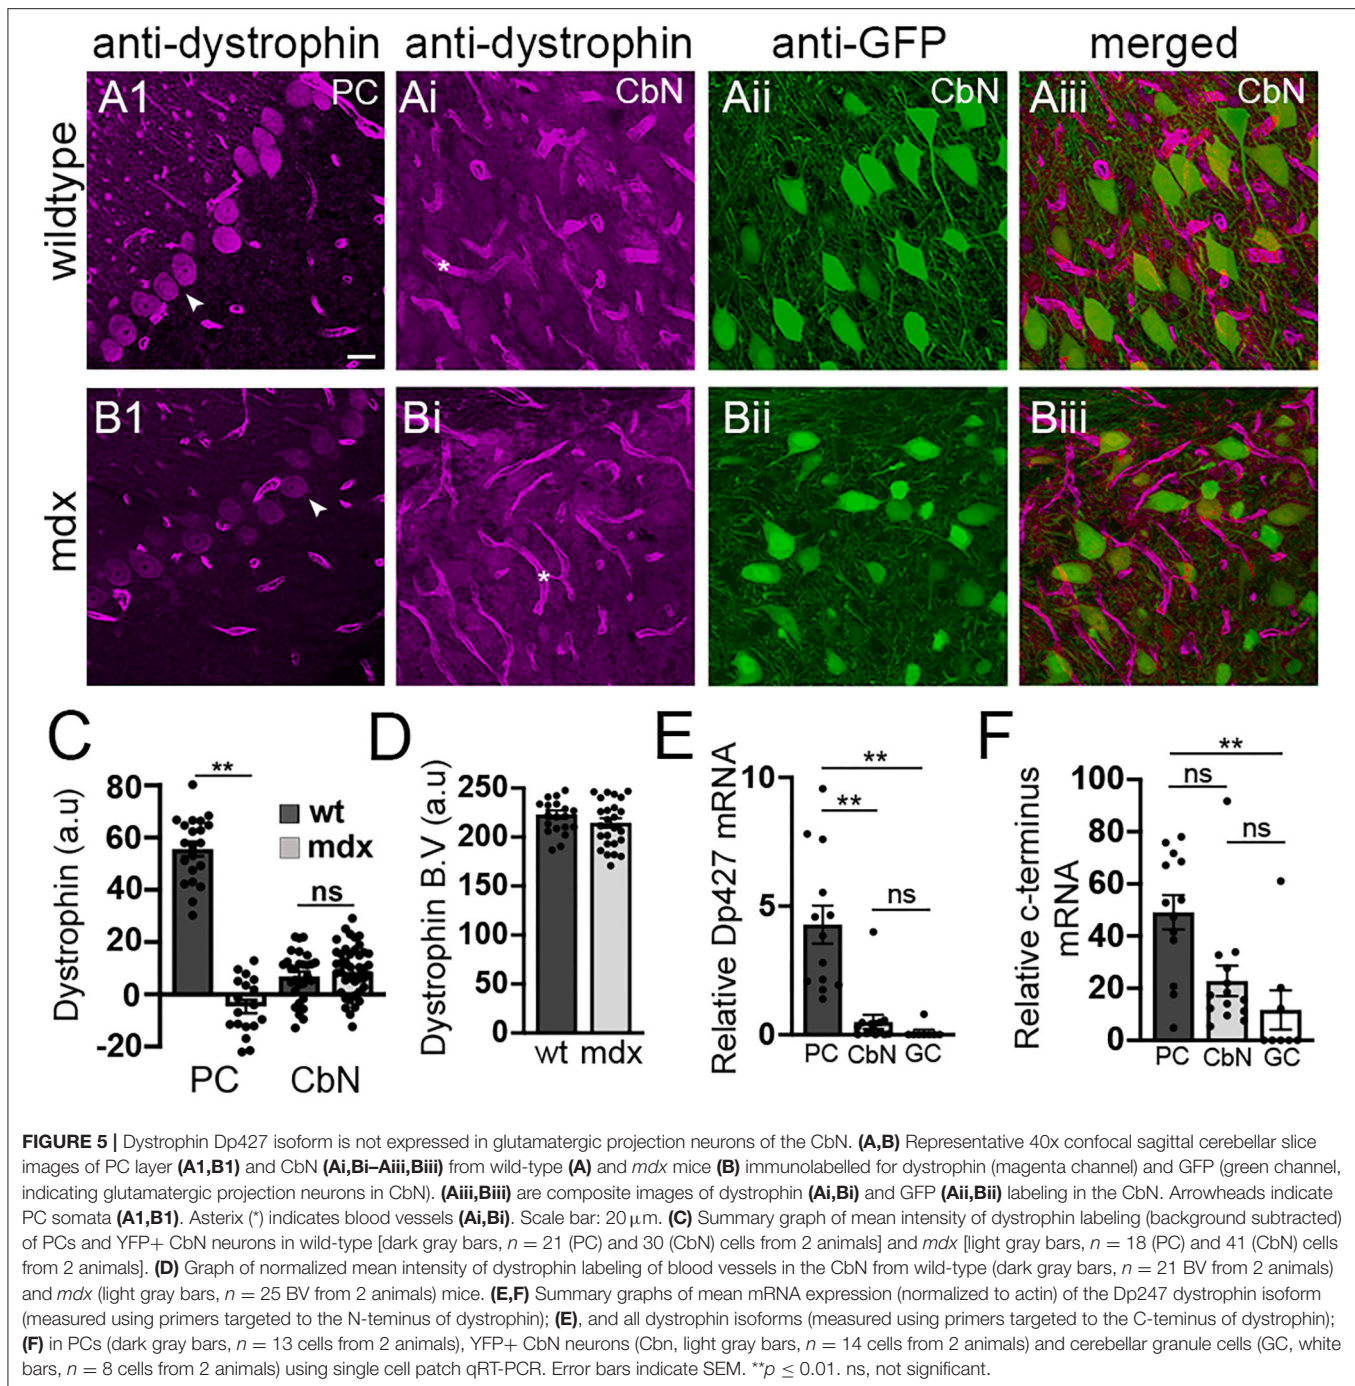 anti-dystrophin anti-dystrophin anti-GFP merged
wildtype
A1 PC Ai CbN Aii CbN Aiii CbN
*
mdx
B1 Bi Bii Biii
*
C D E F
Dystrophin (a.u)
80
60
40
20
0
-20
**
wt
mdx
ns
PC CbN
Dystrophin B.V (a.u)
250
200
150
100
50
0
wt mdx
Relative Dp427 mRNA
10
5
0
**
**
ns
PC CbN GC
Relative c-terminus
mRNA
100
80
60
40
20
0
**
ns
ns
PC CbN GC
FIGURE 5 | Dystrophin Dp427 isoform is not expressed in glutamatergic projection neurons of the CbN. (A,B) Representative 40x confocal sagittal cerebellar slice
images of PC layer (A1,B1) and CbN (Ai,Bi–Aiii,Biii) from wild-type (A) and mdx mice (B) immunolabelled for dystrophin (magenta channel) and GFP (green channel,
indicating glutamatergic projection neurons in CbN). (Aiii,Biii) are composite images of dystrophin (Ai,Bi) and GFP (Aii,Bii) labeling in the CbN. Arrowheads indicate
PC somata (A1,B1). Asterix (*) indicates blood vessels (Ai,Bi). Scale bar: 20 μm. (C) Summary graph of mean intensity of dystrophin labeling (background subtracted)
of PCs and YFP+ CbN neurons in wild-type [dark gray bars, n = 21 (PC) and 30 (CbN) cells from 2 animals] and mdx [light gray bars, n = 18 (PC) and 41 (CbN) cells
from 2 animals]. (D) Graph of normalized mean intensity of dystrophin labeling of blood vessels in the CbN from wild-type (dark gray bars, n = 21 BV from 2 animals)
and mdx (light gray bars, n = 25 BV from 2 animals) mice. (E,F) Summary graphs of mean mRNA expression (normalized to actin) of the Dp247 dystrophin isoform
(measured using primers targeted to the N-teminus of dystrophin); (E), and all dystrophin isoforms (measured using primers targeted to the C-teminus of dystrophin);
(F) in PCs (dark gray bars, n = 13 cells from 2 animals), YFP+ CbN neurons (Cbn, light gray bars, n = 14 cells from 2 animals) and cerebellar granule cells (GC, white
bars, n = 8 cells from 2 animals) using single cell patch qRT-PCR. Error bars indicate SEM. **p ≤ 0.01. ns, not significant.